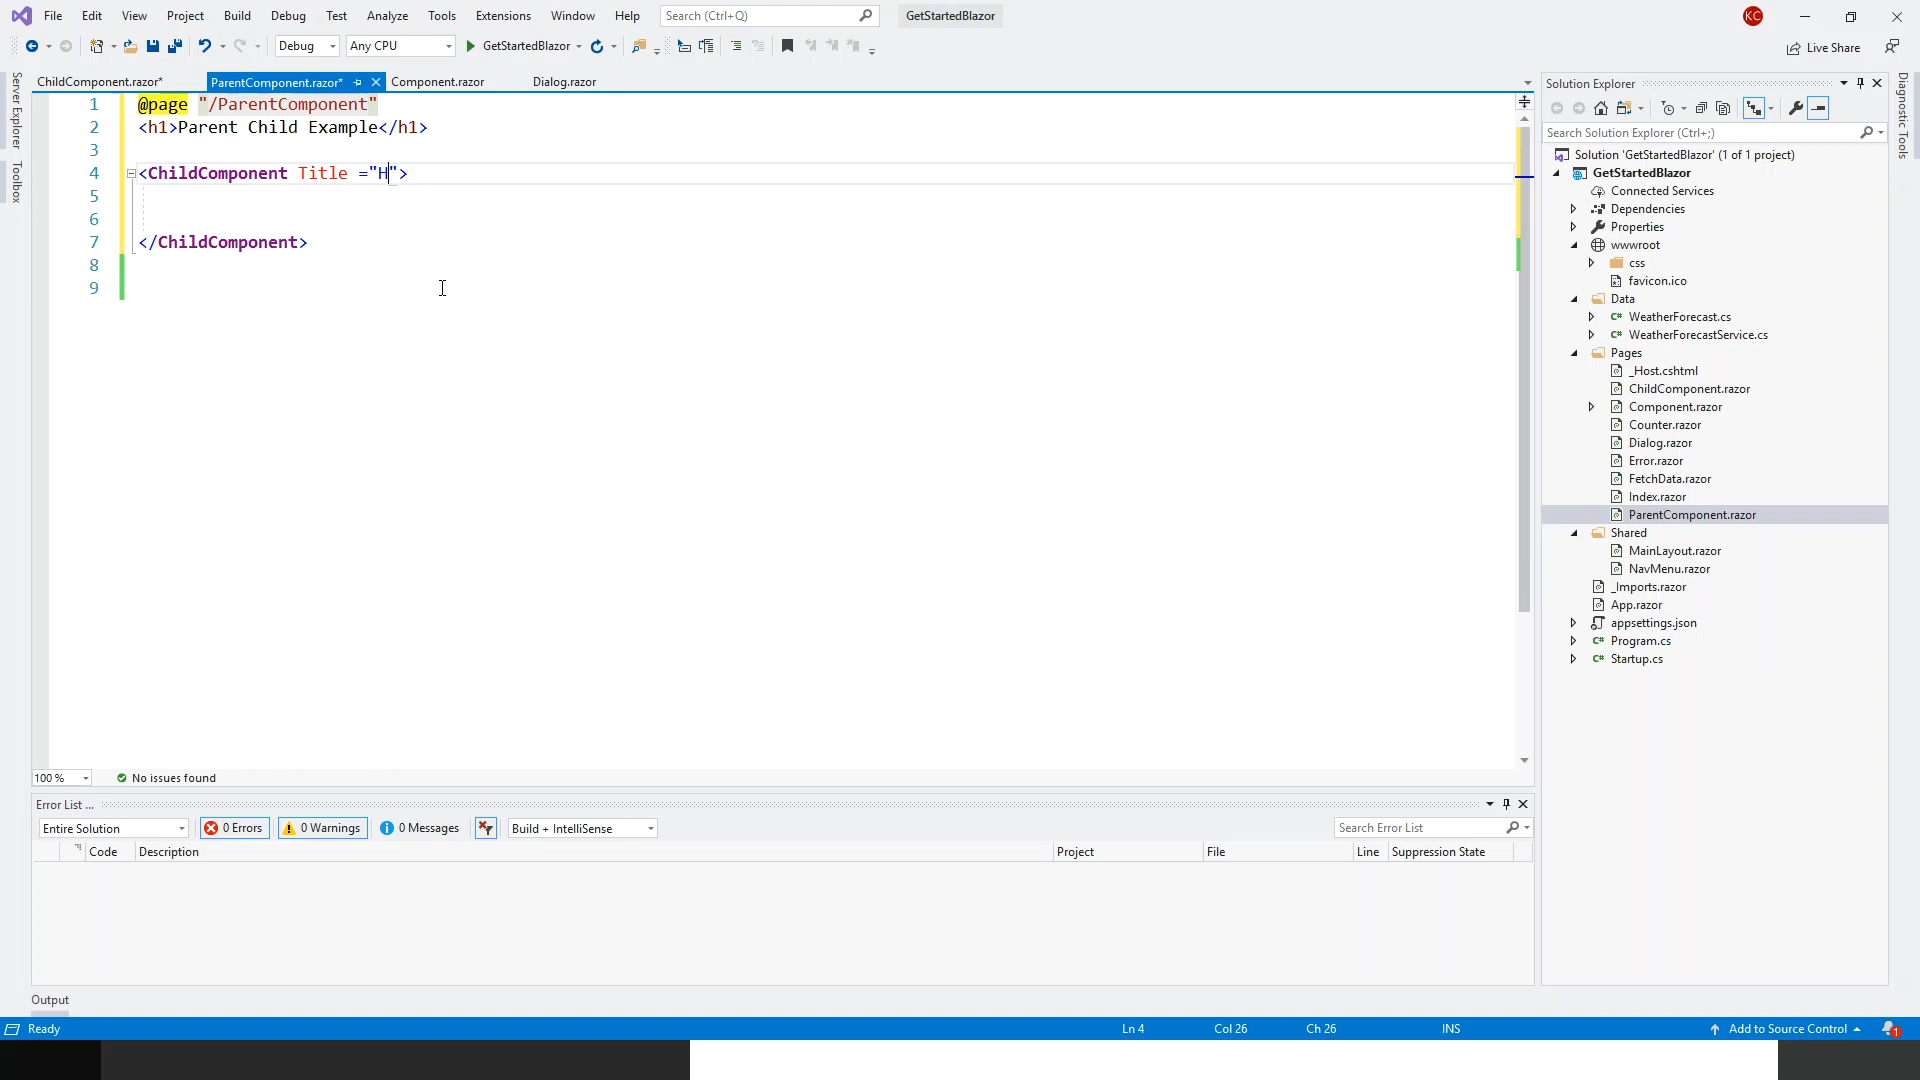 File Edit View Project Build Debug Test Analyze Tools Extensions Window Help Search (Ctrl+Q) GetStartedBlazor KC
Debug Any CPU GetStartedBlazor Live Share
ChildComponent.razor* ParentComponent.razor* Component.razor Dialog.razor
Server Explorer
Toolbox
1 @page "/ParentComponent"
2 <h1>Parent Child Example</h1>
3
4 <ChildComponent Title ="H">
5
6
7 </ChildComponent>
8
9
100 % No issues found
Error List ...
Entire Solution 0 Errors 0 Warnings 0 Messages Build + IntelliSense Search Error List
Code Description Project File Line Suppression State
Output
Solution Explorer
Search Solution Explorer (Ctrl+;)
Solution 'GetStartedBlazor' (1 of 1 project)
GetStartedBlazor
Connected Services
Dependencies
Properties
wwwroot
css
favicon.ico
Data
C# WeatherForecast.cs
C# WeatherForecastService.cs
Pages
_Host.cshtml
ChildComponent.razor
Component.razor
Counter.razor
Dialog.razor
Error.razor
FetchData.razor
Index.razor
ParentComponent.razor
Shared
MainLayout.razor
NavMenu.razor
_Imports.razor
App.razor
appsettings.json
C# Program.cs
C# Startup.cs
Diagnostic Tools
Ready Ln 4 Col 26 Ch 26 INS Add to Source Control 1